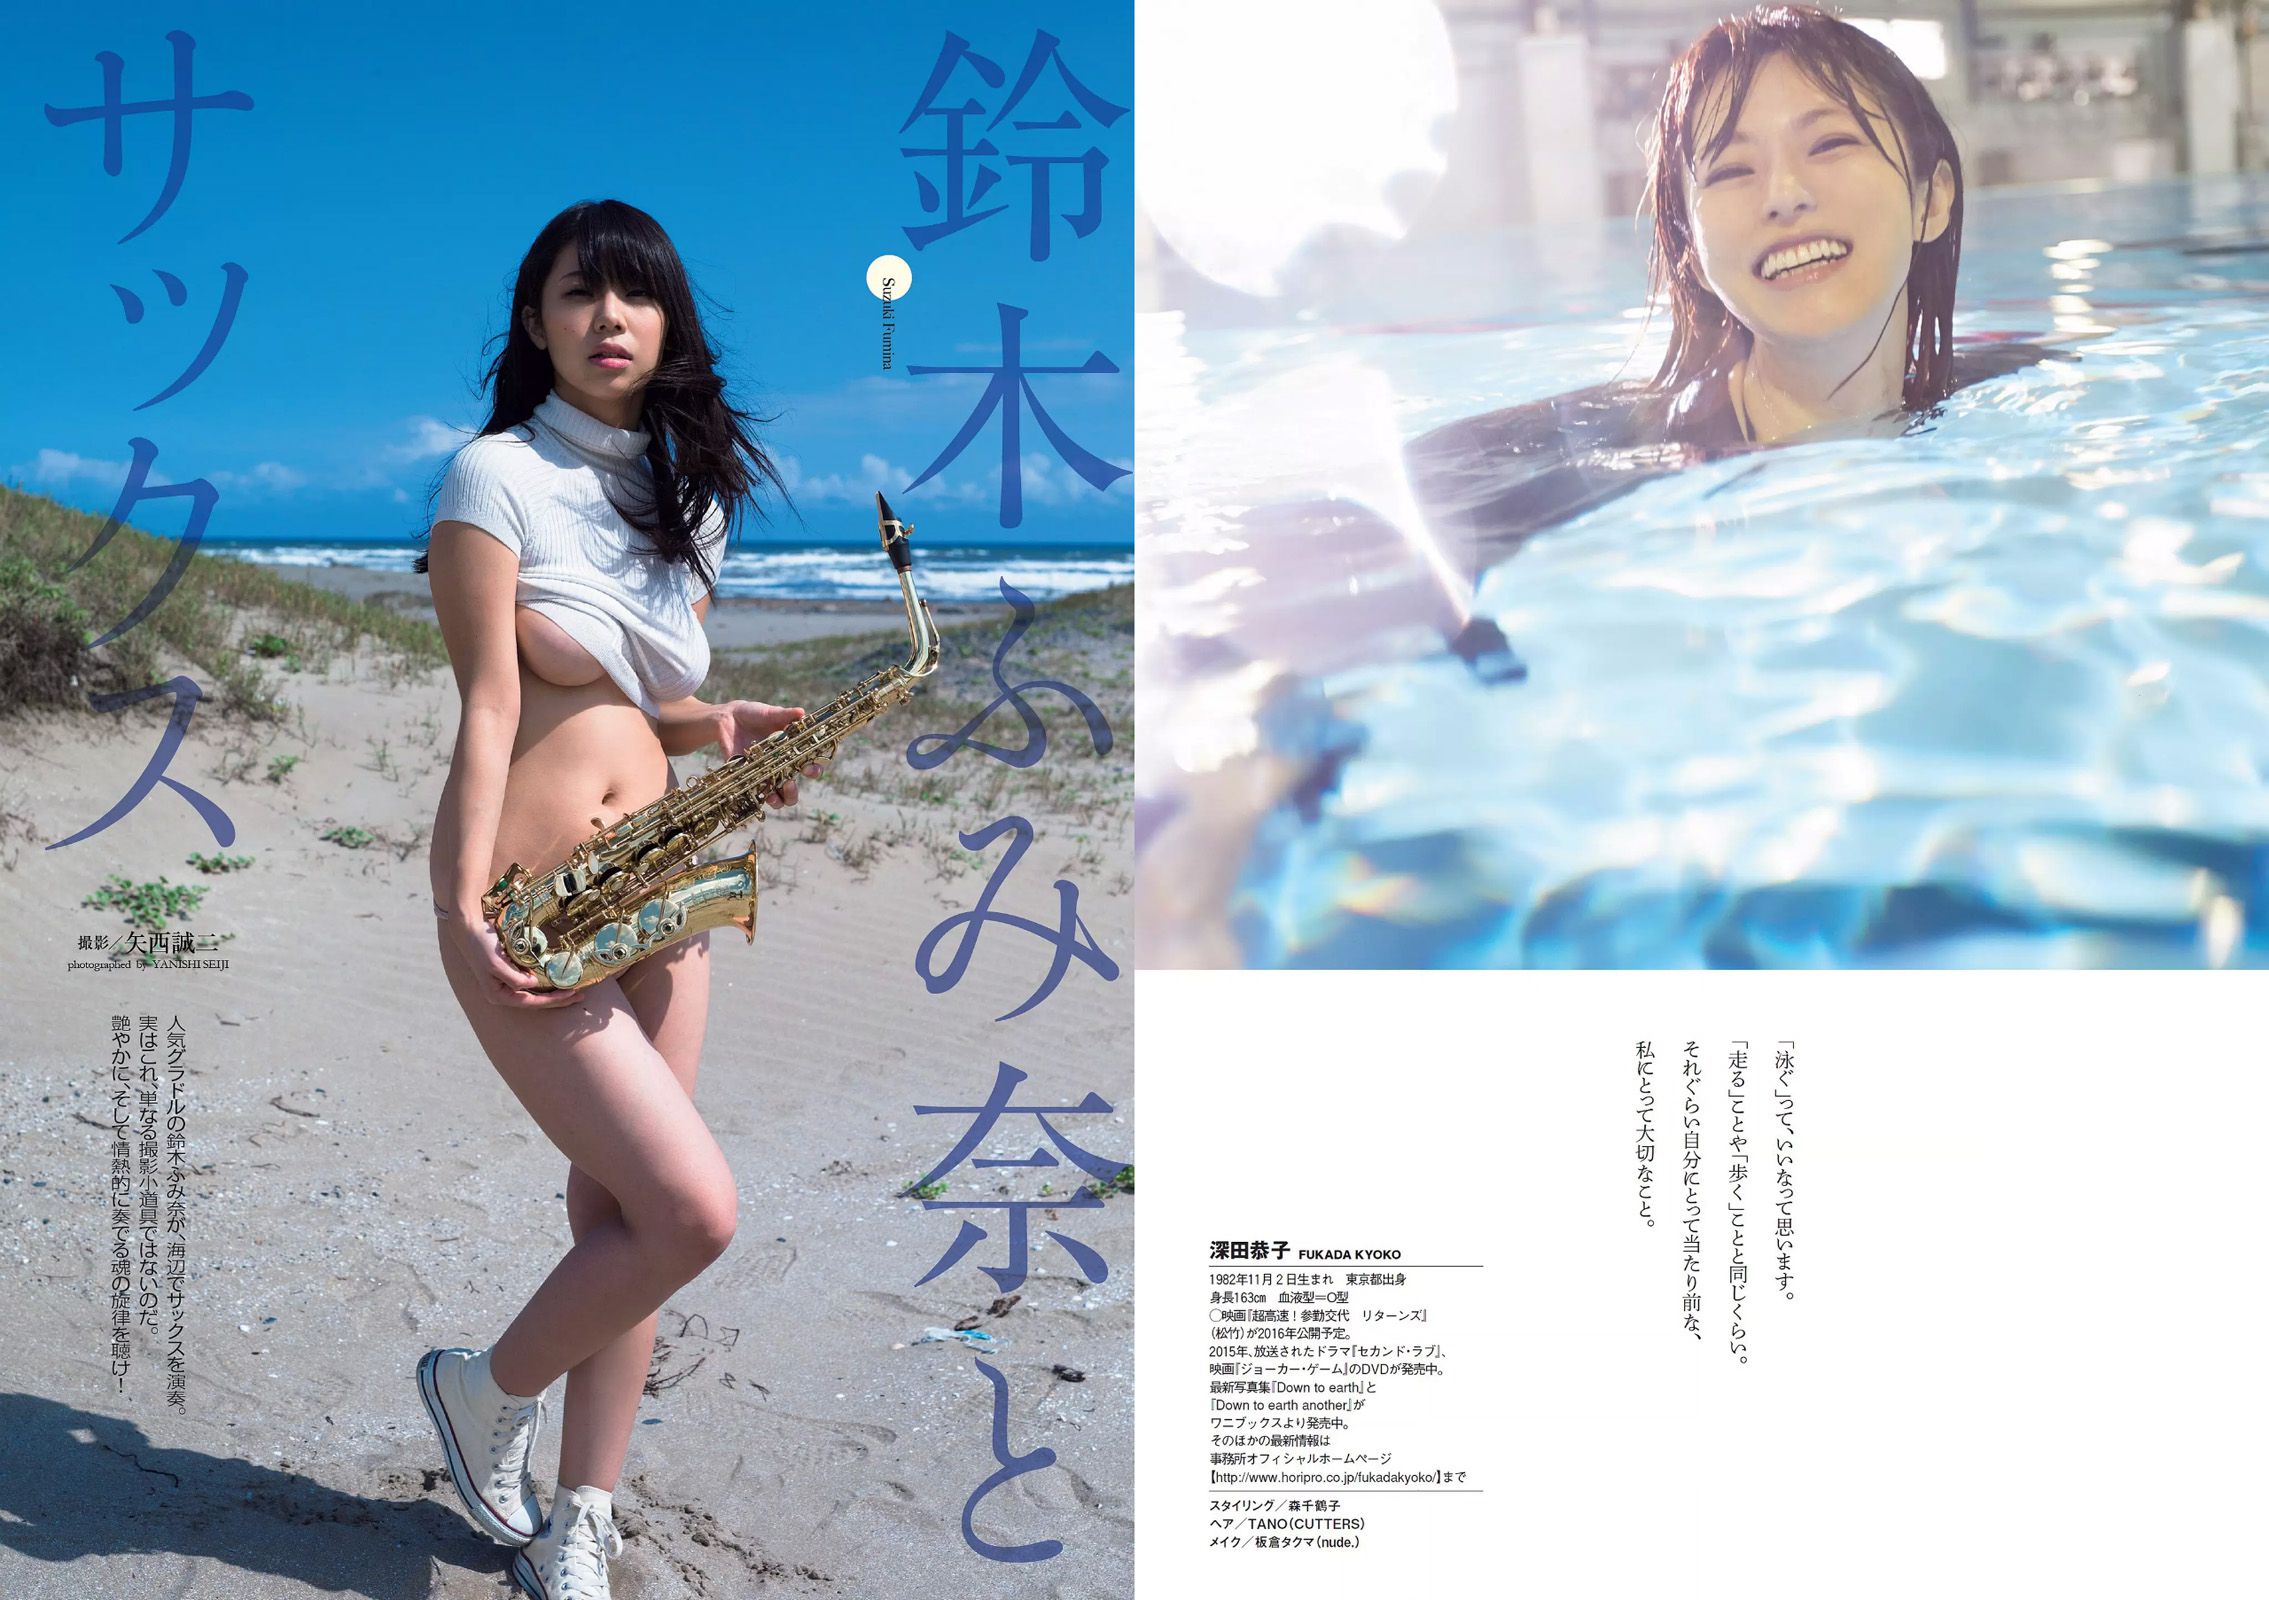 鈴木ふみ奈と
サックス
Suzuki Fumina
撮影／矢西誠二
photographed by YANISHI SEIJI
人気グラドルの鈴木ふみ奈が、海辺でサックスを演奏。
実はこれ、単なる撮影小道具ではないのだ。
艶やかに、そして情熱的に奏でる魂の旋律を聴け！
「泳ぐ」って、いいなって思います。
「走る」ことや「歩く」ことと同じくらい。
それぐらい自分にとって当たり前な、
私にとって大切なこと。
深田恭子 FUKADA KYOKO
1982年11月2日生まれ　東京都出身
身長163㎝　血液型＝O型
◯映画『超高速！参勤交代　リターンズ』
（松竹）が2016年公開予定。
2015年、放送されたドラマ『セカンド・ラブ』、
映画『ジョーカー・ゲーム』のDVDが発売中。
最新写真集『Down to earth』と
『Down to earth another』が
ワニブックスより発売中。
そのほかの最新情報は
事務所オフィシャルホームページ
【http://www.horipro.co.jp/fukadakyoko/】まで
スタイリング／森千鶴子
ヘア／TANO（CUTTERS）
メイク／板倉タクマ（nude.）